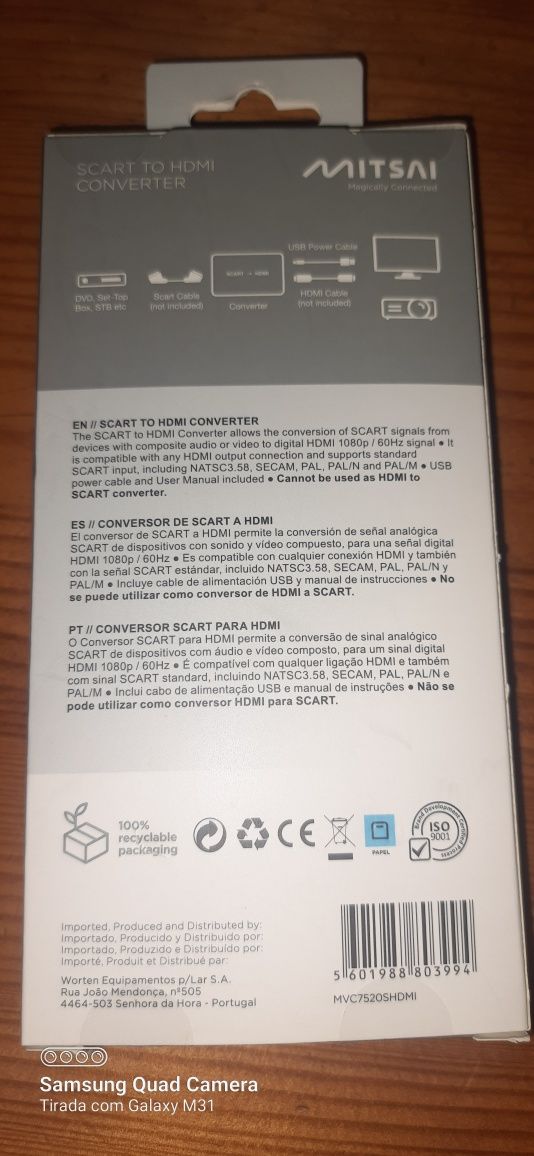 SCART TO HDMI
CONVERTER
MITSAI
Magically Connected
USB Power Cable
SCART → HDMI
DVD, Set-Top
Box, STB etc
Scart Cable
(not included)
Converter
HDMI Cable
(not included)
EN // SCART TO HDMI CONVERTER
The SCART to HDMI Converter allows the conversion of SCART signals from
devices with composite audio or video to digital HDMI 1080p / 60Hz signal ● It
is compatible with any HDMI output connection and supports standard
SCART input, including NATSC3.58, SECAM, PAL, PAL/N and PAL/M ● USB
power cable and User Manual included ● Cannot be used as HDMI to
SCART converter.
ES // CONVERSOR DE SCART A HDMI
El conversor de SCART a HDMI permite la conversión de señal analógica
SCART de dispositivos con sonido y vídeo compuesto, para una señal digital
HDMI 1080p / 60Hz ● Es compatible con cualquier conexión HDMI y también
con la señal SCART estándar, incluido NATSC3.58, SECAM, PAL, PAL/N y
PAL/M ● Incluye cable de alimentación USB y manual de instrucciones ● No
se puede utilizar como conversor de HDMI a SCART.
PT // CONVERSOR SCART PARA HDMI
O Conversor SCART para HDMI permite a conversão de sinal analógico
SCART de dispositivos com áudio e vídeo composto, para um sinal digital
HDMI 1080p / 60Hz ● É compatível com qualquer ligação HDMI e também
com sinal SCART standard, incluindo NATSC3.58, SECAM, PAL, PAL/N e
PAL/M ● Inclui cabo de alimentação USB e manual de instruções ● Não se
pode utilizar como conversor HDMI para SCART.
100%
recyclable
packaging
CE
PAPEL
Brand Development Certified Process
ISO
9001
Imported, Produced and Distributed by:
Importado, Producido y Distribuido por:
Importado, Produzido e Distribuído por:
Importé, Produit et Distribué par:
Worten Equipamentos p/Lar S.A.
Rua João Mendonça, nº505
4464-503 Senhora da Hora - Portugal
5 601988 803994
MVC7520SHDMI
Samsung Quad Camera
Tirada com Galaxy M31